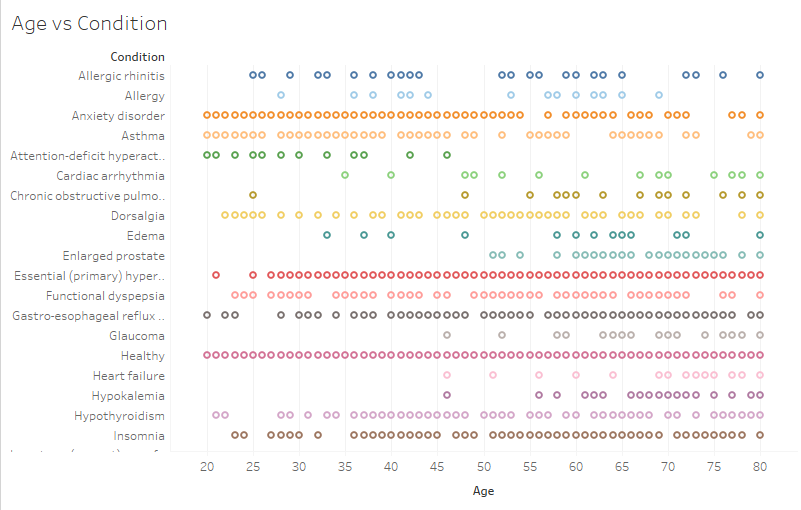 Age vs Condition
Condition
Allergic rhinitis
Allergy
Anxiety disorder
Asthma
Attention-deficit hyperact..
Cardiac arrhythmia
Chronic obstructive pulmo..
Dorsalgia
Edema
Enlarged prostate
Essential (primary) hyper..
Functional dyspepsia
Gastro-esophageal reflux ..
Glaucoma
Healthy
Heart failure
Hypokalemia
Hypothyroidism
Insomnia
20 25 30 35 40 45 50 55 60 65 70 75 80
Age